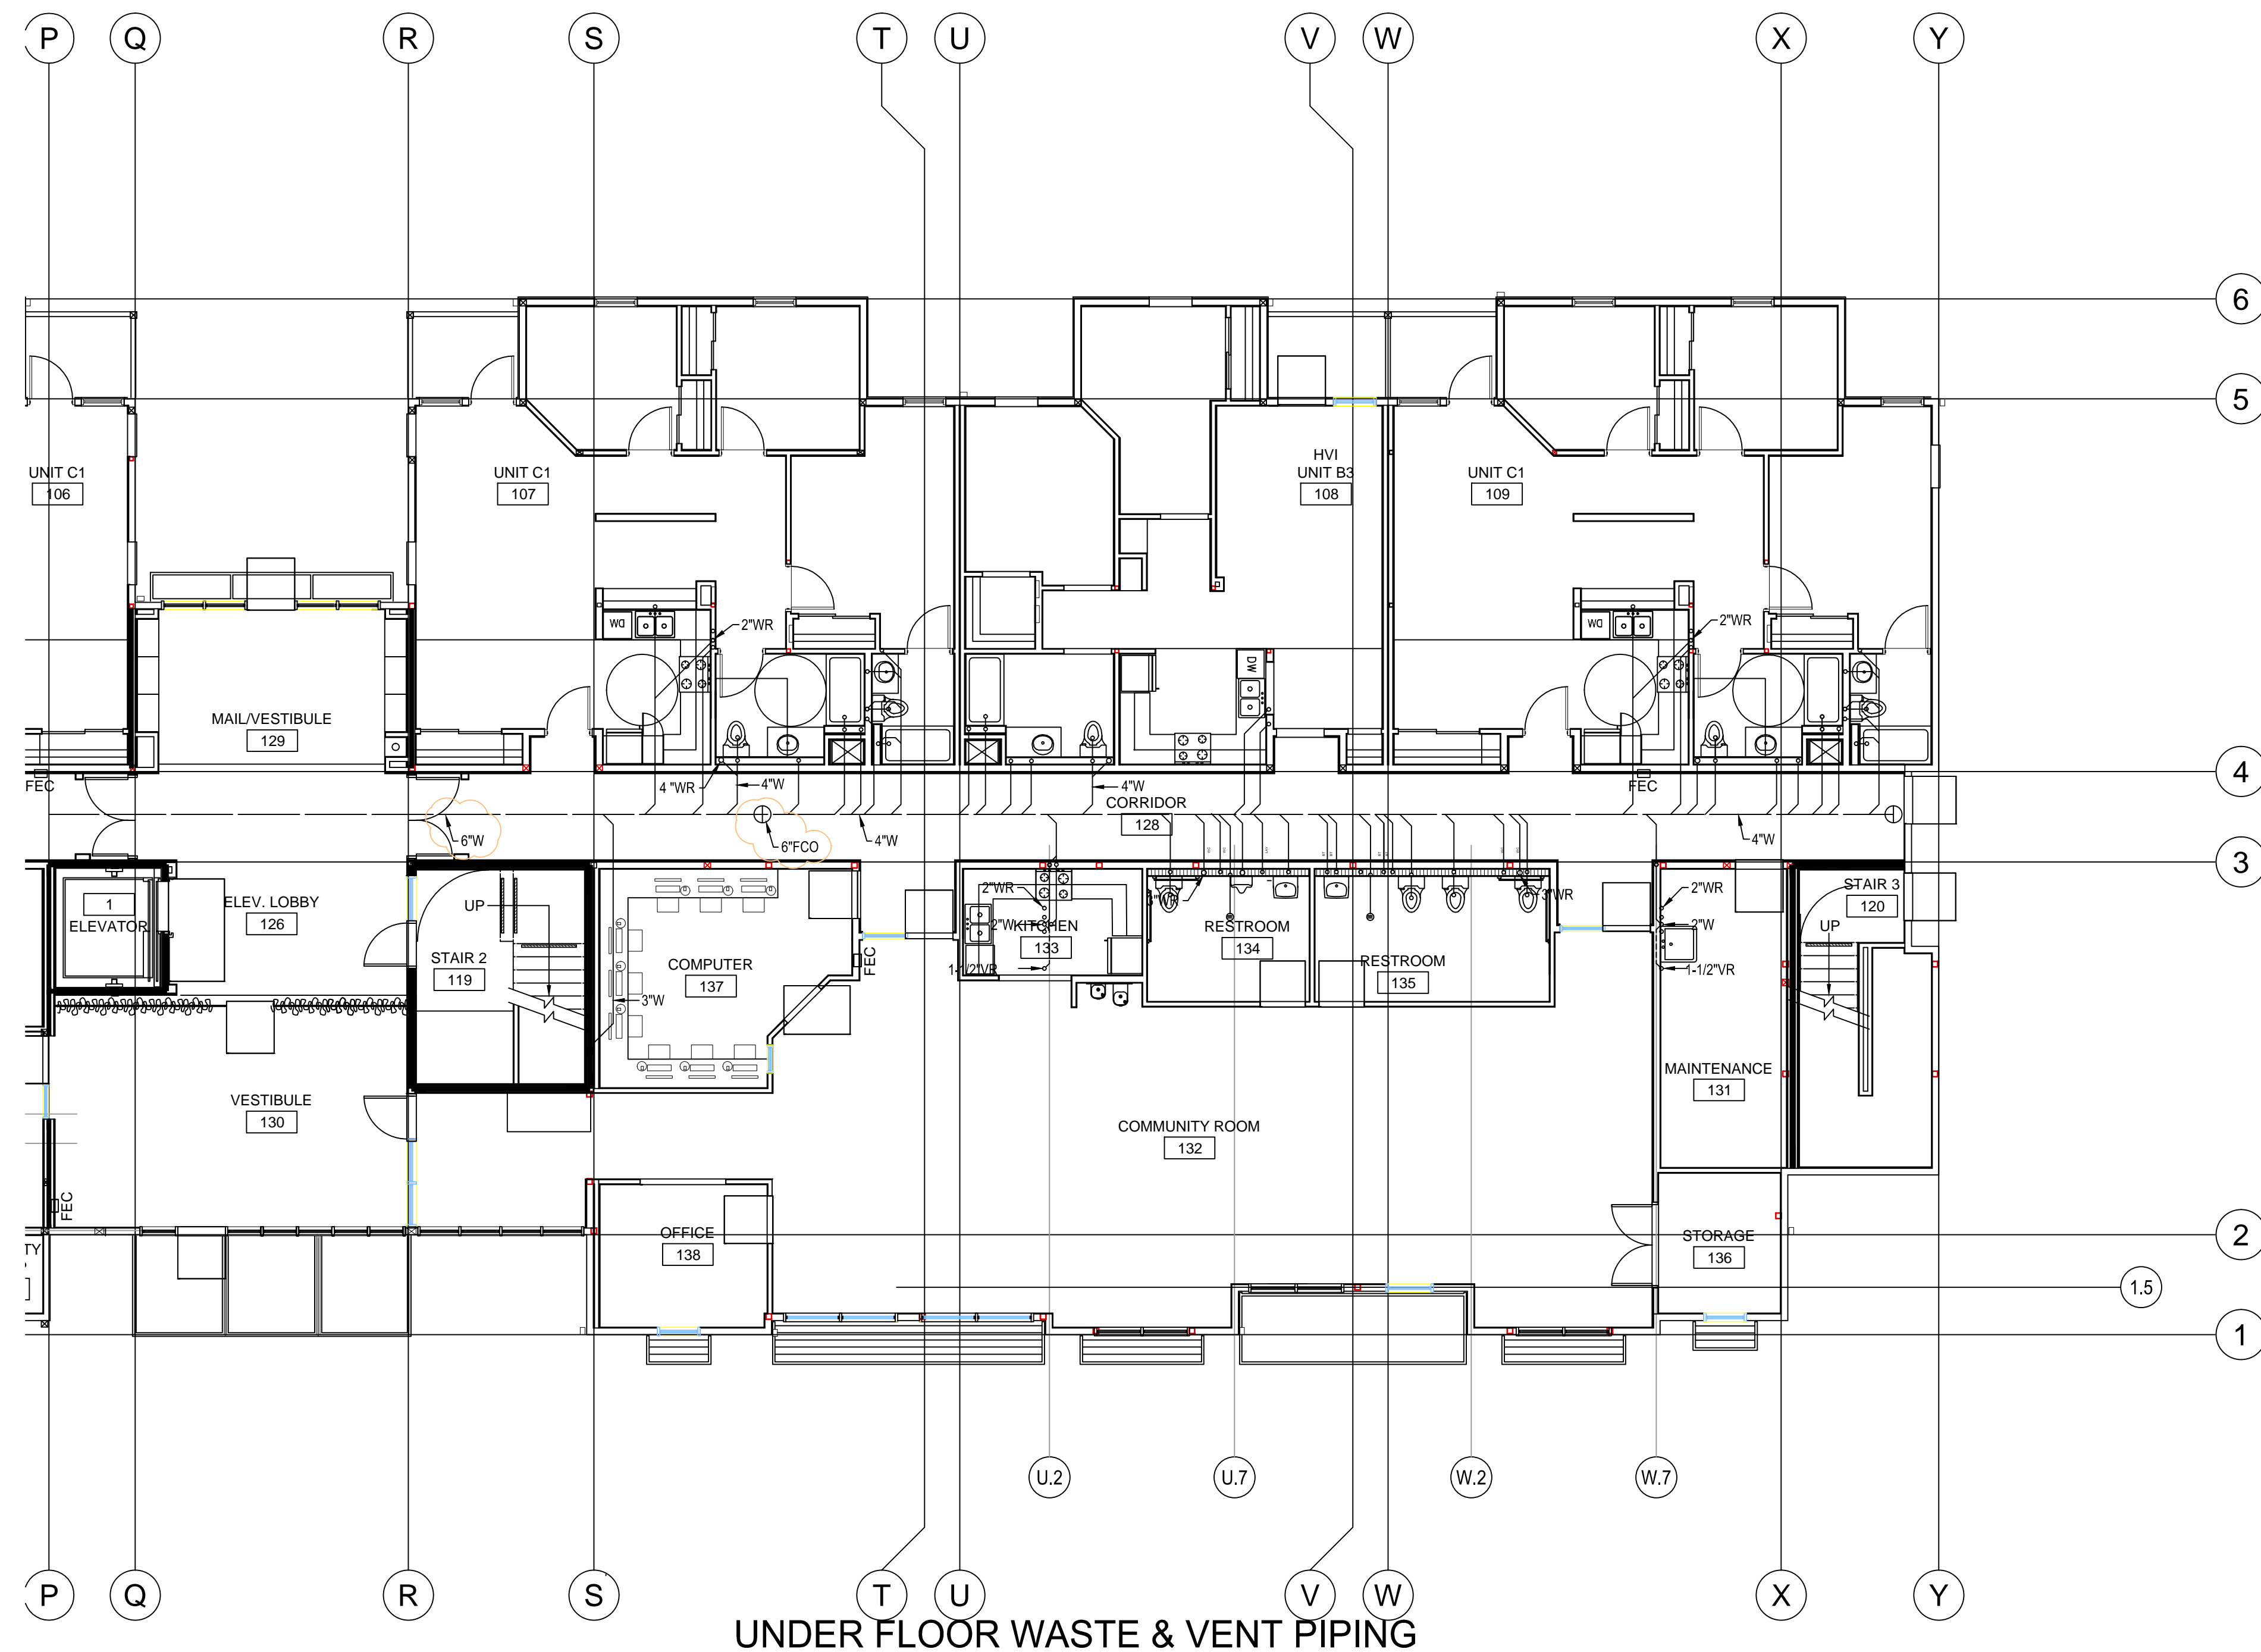 P Q R S T U V W X Y
6
5
HVI
UNIT C1 UNIT C1 UNIT B3 UNIT C1
106 107 108 109
DW DW
2"WR 2"WR
DW
MAIL/VESTIBULE
129
4
FEC 4 "WR 4"W 4"W FEC
CORRIDOR
128
6"W 6"FCO 4"W 4"W
3
1 ELEV. LOBBY UP 2"WR 3"WR 3"WR 2"WR STAIR 3
126 120
ELEVATOR 2"W KITCHEN RESTROOM 2"W UP
133 134
STAIR 2 COMPUTER FEC 1-1/2"VR RESTROOM 1-1/2"VR
119 137 135
3"W
MAINTENANCE
131
VESTIBULE
130
COMMUNITY ROOM
132
FEC
OFFICE STORAGE 2
138 136
TY
1.5
1
U.2 U.7 W.2 W.7
P Q R S T U V W X Y
UNDER FLOOR WASTE & VENT PIPING